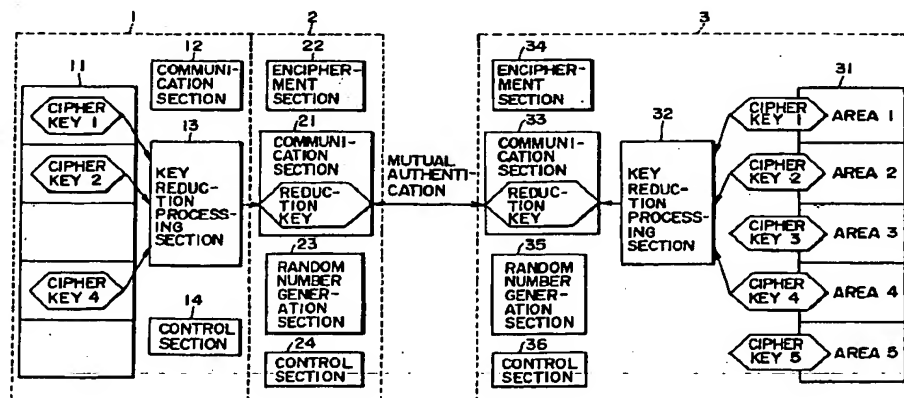 1
2
3
11
12
COMMUNI-
CATION
SECTION
CIPHER
KEY 1
CIPHER
KEY 2
CIPHER
KEY 4
13
KEY
REDUCTION
PROCESS-
ING
SECTION
14
CONTROL
SECTION
22
ENCIPHER-
MENT
SECTION
21
COMMUNI-
CATION
SECTION
REDUC-
TION
KEY
23
RANDOM
NUMBER
GENER-
ATION
SECTION
24
CONTROL
SECTION
MUTUAL
AUTHENTI-
CATION
34
ENCIPHER-
MENT
SECTION
33
COMMUNI-
CATION
SECTION
REDUC-
TION
KEY
35
RANDOM
NUMBER
GENER-
ATION
SECTION
36
CONTROL
SECTION
32
KEY
REDUCTION
PROCESS-
ING
SECTION
31
CIPHER
KEY 1
AREA 1
CIPHER
KEY 2
AREA 2
CIPHER
KEY 3
AREA 3
CIPHER
KEY 4
AREA 4
CIPHER
KEY 5
AREA 5